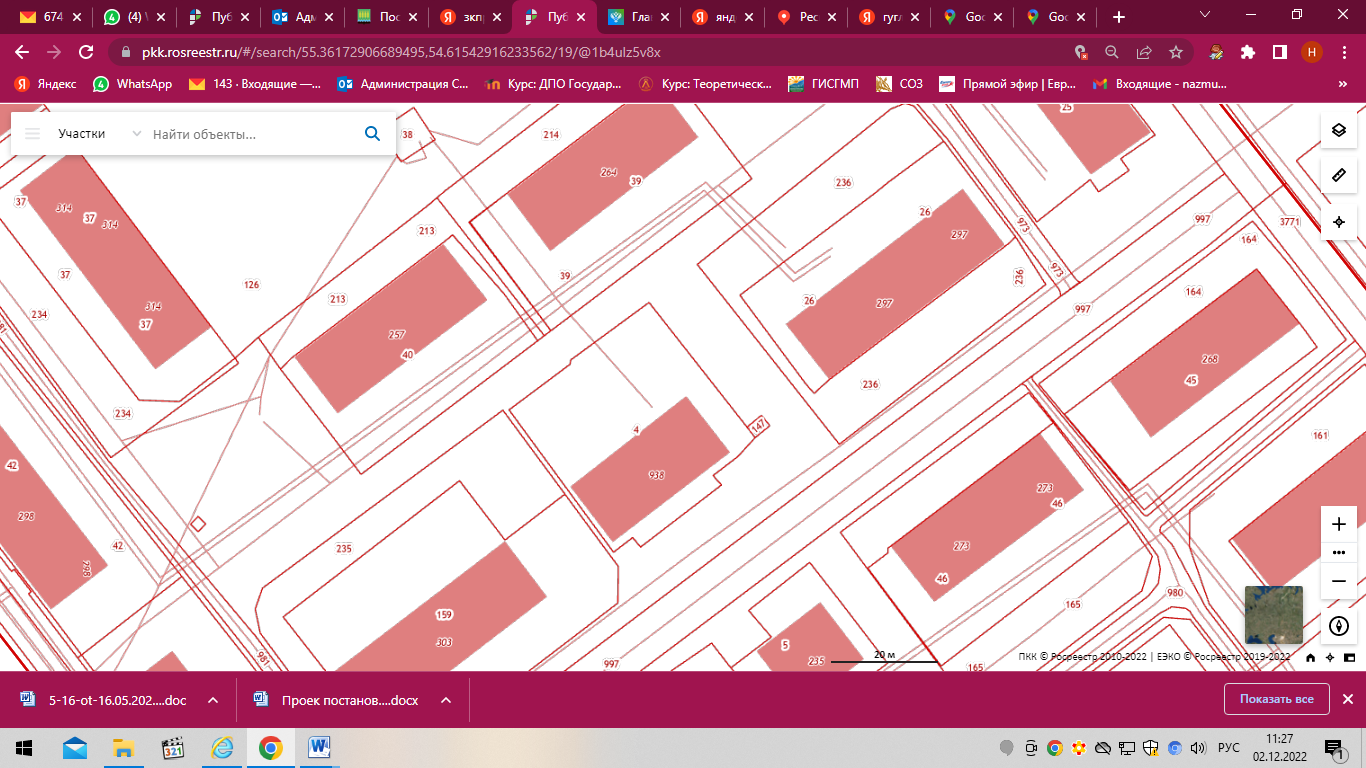 674
(4) W
Пуб
Адм
Пос
зкпр
Пуб
Глав
янд
Рес
гугл
Goo
Goo
pkk.rosreestr.ru/#/search/55.36172906689495,54.61542916233562/19/@1b4ulz5v8x
Н
Яндекс
WhatsApp
143 · Входящие —...
Администрация С...
Курс: ДПО Государ...
Курс: Теоретическ...
ГИСГМП
СОЗ
Прямой эфир | Евр...
Входящие - nazmu...
»
Участки
Найти объекты...
38
214
25
264
39
236
37
314
37
314
26
213
297
973
997
3771
164
37
39
236
973
126
164
213
26
297
314
37
234
997
257
40
268
45
236
234
4
147
161
42
938
273
46
298
42
235
273
298
46
165
980
159
5
303
981
997
235
165
20 м
ПКК © Росреестр 2010-2022 | ЕЭКО © Росреестр 2019-2022
5-16-ot-16.05.202....doc
Проек постанов....docx
Показать все
321
РУС
11:27
02.12.2022
1